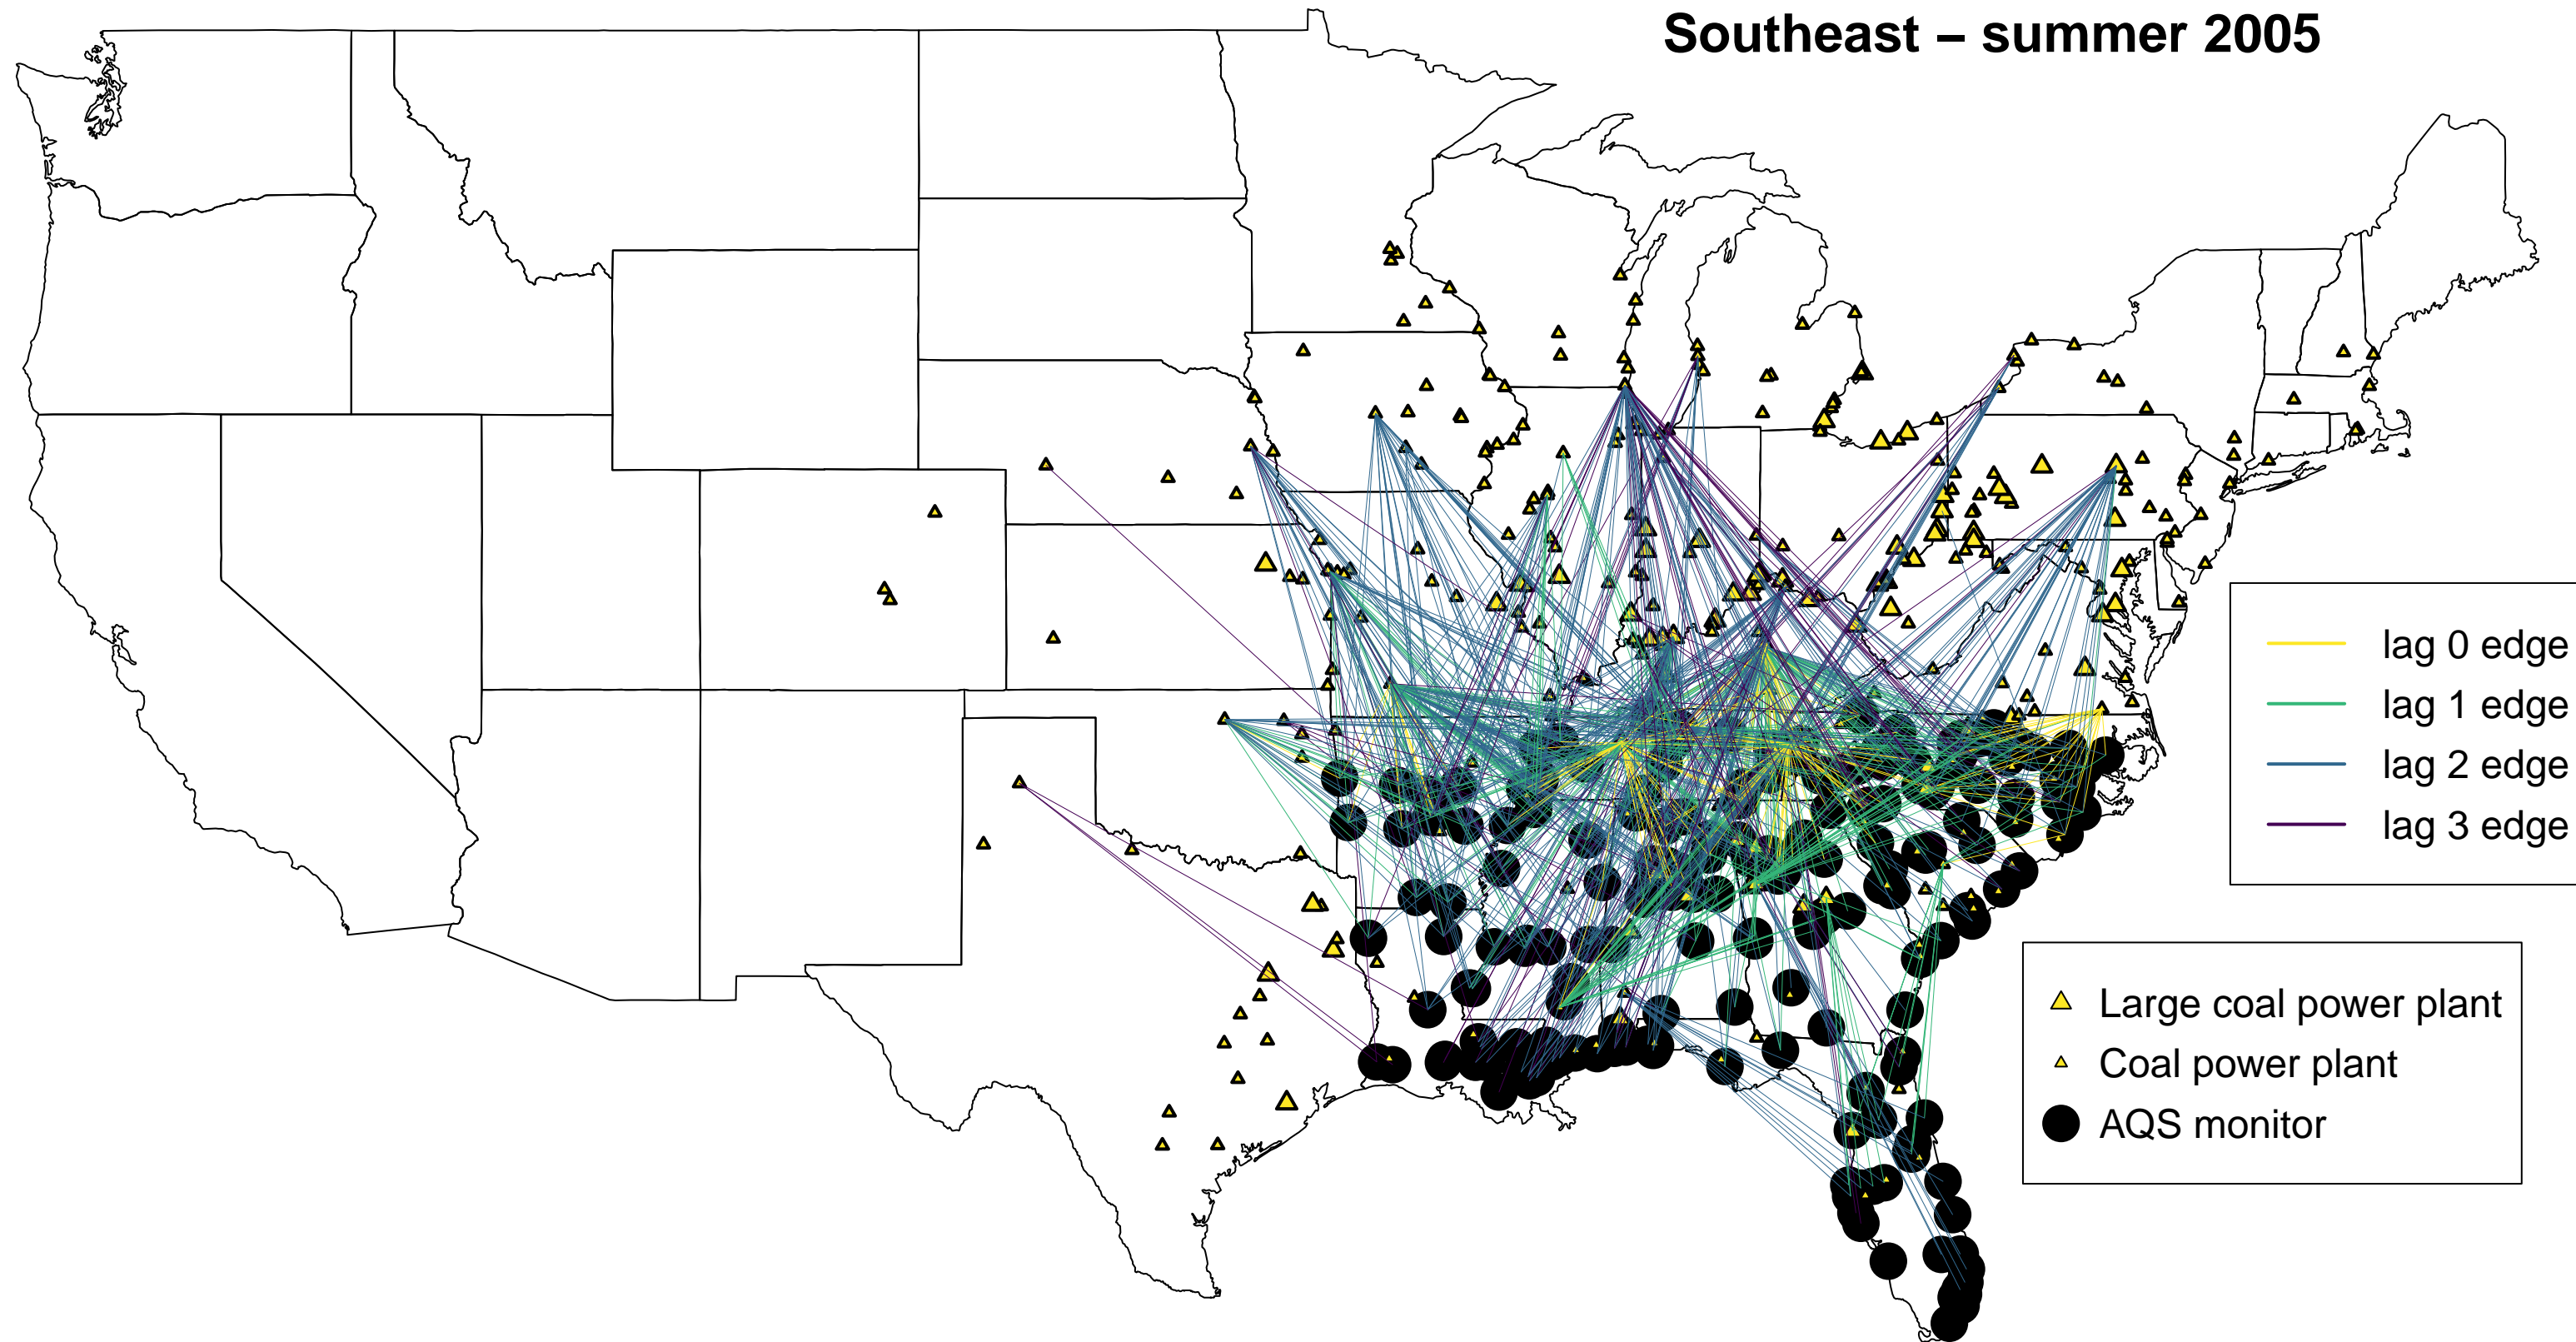 Southeast – summer 2005
lag 0 edge
lag 1 edge
lag 2 edge
lag 3 edge
Large coal power plant
Coal power plant
AQS monitor